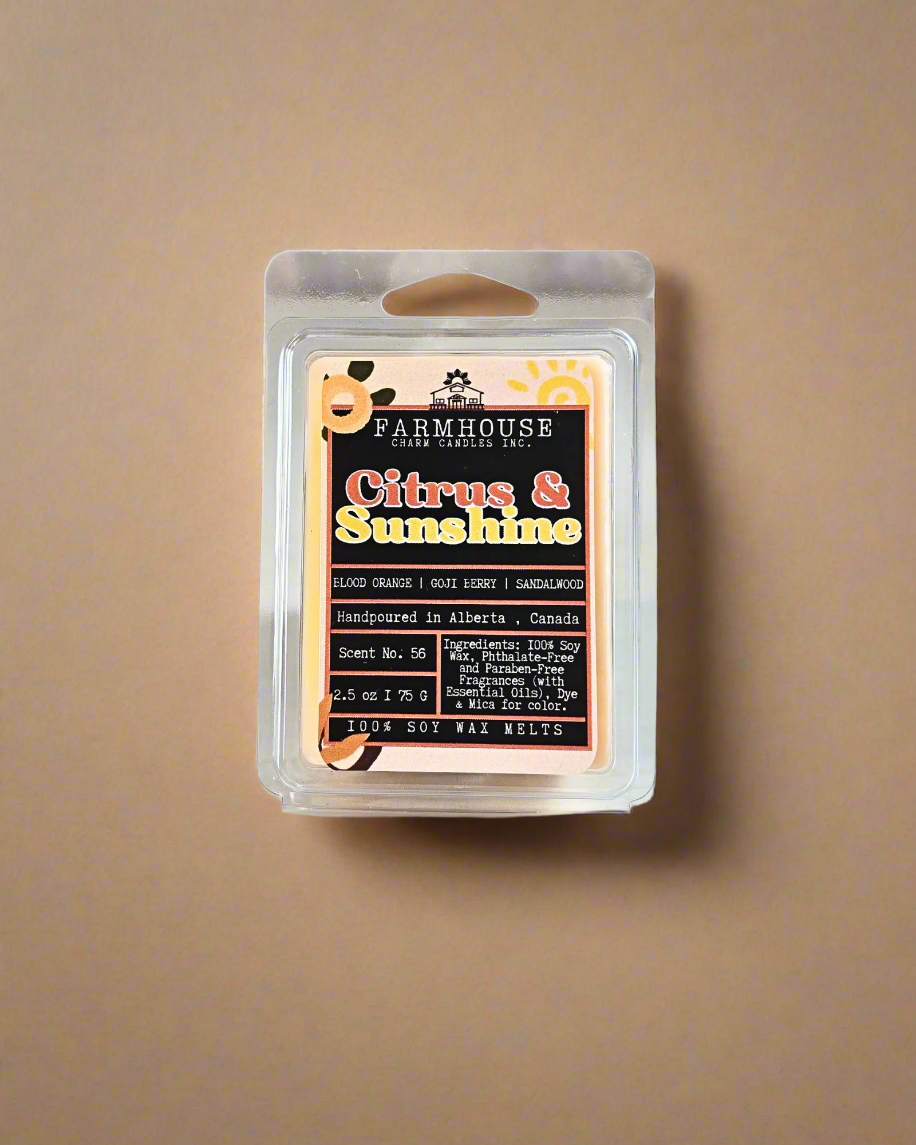 FARMHOUSE
CHARM CANDLES INC.
Citrus &
Sunshine
BLOOD ORANGE | GOJI BERRY | SANDALWOOD
Handpoured in Alberta , Canada
Scent No. 56
2.5 oz I 75 G
Ingredients: 100% Soy
Wax, Phthalate-Free
and Paraben-Free
Fragrances (with
Essential Oils), Dye
& Mica for color.
100% SOY WAX MELTS